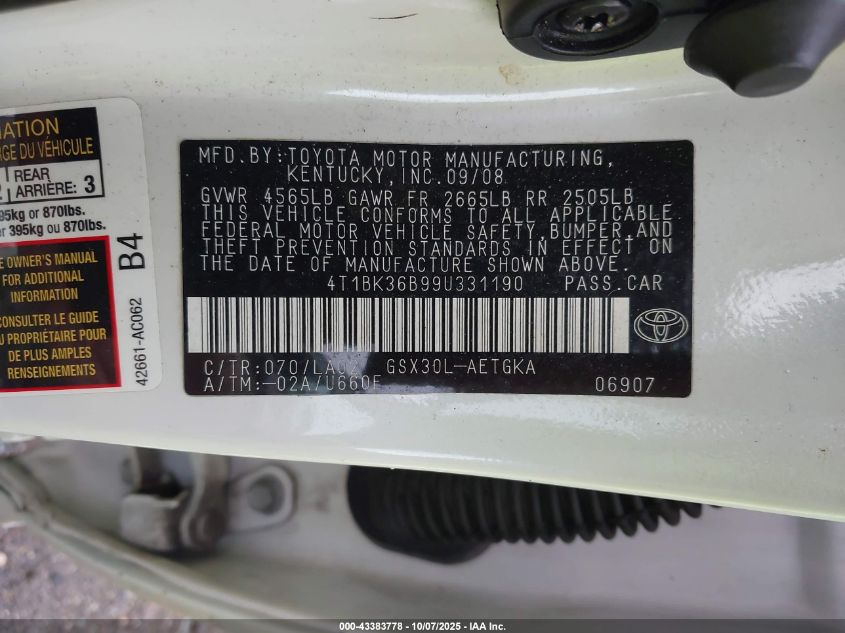 MATION
RGE DU VÉHICULE
REAR
ARRIÈRE: 3
395kg or 870lbs.
r 395kg ou 870lbs.
OWNER'S MANUAL
FOR ADDITIONAL
INFORMATION
CONSULTER LE GUIDE
U PROPRIÉTAIRE POUR
DE PLUS AMPLES
RENSEIGNEMENTS
B4
42661-AC062
MFD.BY:TOYOTA MOTOR MANUFACTURING,
KENTUCKY, INC.09/08
GVWR 4565LB GAWR FR 2665LB RR 2505LB
THIS VEHICLE CONFORMS TO ALL APPLICABLE
FEDERAL MOTOR VEHICLE SAFETY, BUMPER, AND
THEFT PREVENTION STANDARDS IN EFFECT ON
THE DATE OF MANUFACTURE SHOWN ABOVE.
4T1BK36B99U331190 PASS.CAR
C/TR:070/LA02 GSX30L-AETGKA
A/TM:-02A/U660E 06907
000-43383778 - 10/07/2025 - IAA Inc.